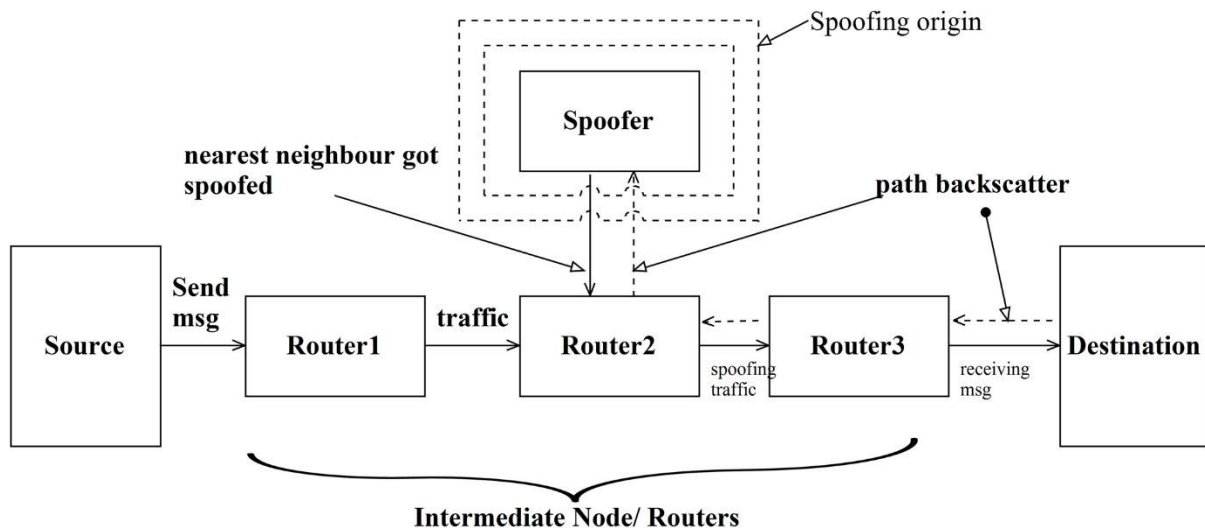 Spoofing origin
Spoofer
nearest neighbour got
spoofed
path backscatter
Source
Send
msg
Router1
traffic
Router2
spoofing
traffic
Router3
receiving
msg
Destination
Intermediate Node/ Routers